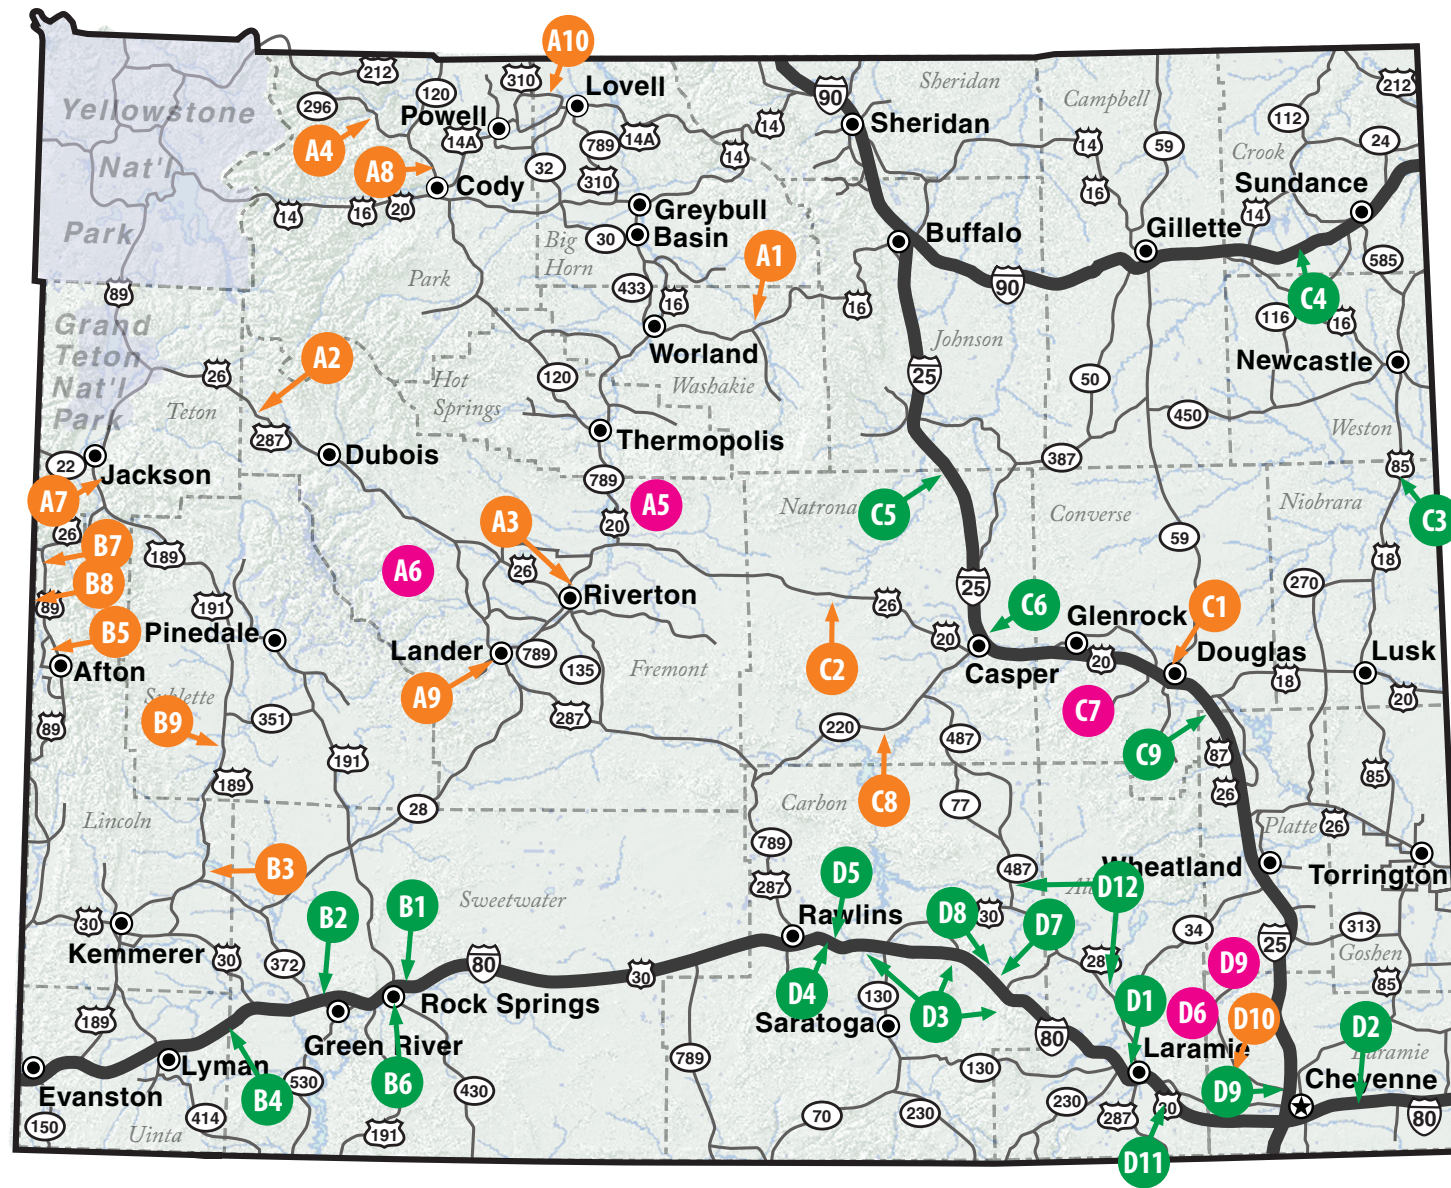 A10
212
310
Lovell
90
Sheridan
Campbell
212
Yellowstone
296
120
Powell
14A
789
14A
14
Sheridan
112
24
A4
A8
32
14
14
59
Crook
Nat'l
Cody
310
16
Sundance
14
16
20
Greybull
14
Park
30
Basin
Buffalo
Gillette
Big
Horn
A1
585
89
Park
433
16
16
90
C4
116
16
Grand
Teton
Nat'l
Park
A2
Worland
Johnson
Newcastle
26
Hot
Springs
120
Washakie
25
50
Teton
450
287
Dubois
Thermopolis
Weston
22
Jackson
387
85
A7
789
A5
Natrona
C5
Converse
Niobrara
C3
26
B7
189
A3
20
59
18
B8
A6
26
25
270
89
191
Riverton
26
C6
Glenrock
C1
B5
Pinedale
Lander
789
135
Fremont
20
Casper
20
Douglas
Lusk
Afton
C2
18
Sublette
A9
C7
20
B9
351
287
220
487
C9
87
89
191
189
85
28
C8
77
26
Lincoln
Carbon
Platte
26
789
Wheatland
Torrington
B3
287
D5
487
D12
Sweetwater
B2
B1
Rawlins
D8
30
D7
34
313
30
Kemmerer
30
372
80
30
D4
25
Goshen
D9
85
Rock Springs
130
D3
D1
D6
D10
D2
189
Green River
Saratoga
80
Laramie
Laramie
Lyman
789
130
Cheyenne
Evanston
B4
530
B6
430
D9
150
414
70
230
230
287
80
Uinta
191
D11